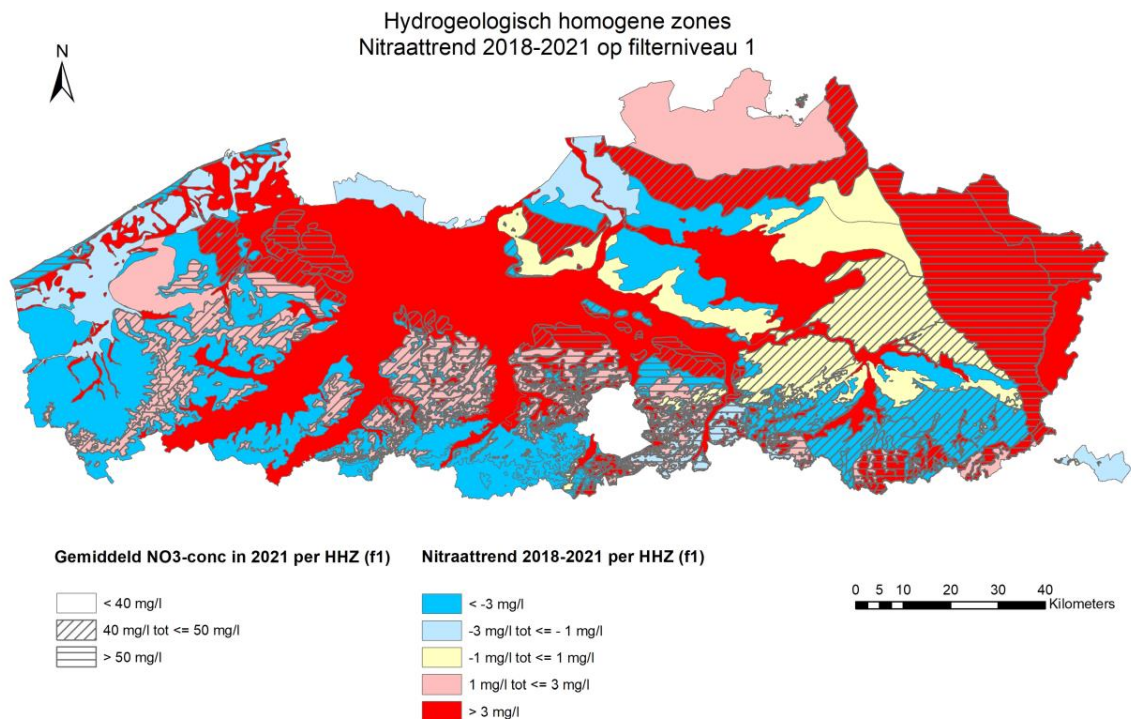 Hydrogeologisch homogene zones
Nitraattrend 2018-2021 op filterniveau 1
N
Gemiddeld NO3-conc in 2021 per HHZ (f1)
< 40 mg/l
40 mg/l tot <= 50 mg/l
> 50 mg/l
Nitraattrend 2018-2021 per HHZ (f1)
< -3 mg/l
-3 mg/l tot <= - 1 mg/l
-1 mg/l tot <= 1 mg/l
1 mg/l tot <= 3 mg/l
> 3 mg/l
0 5 10 20 30 40
Kilometers